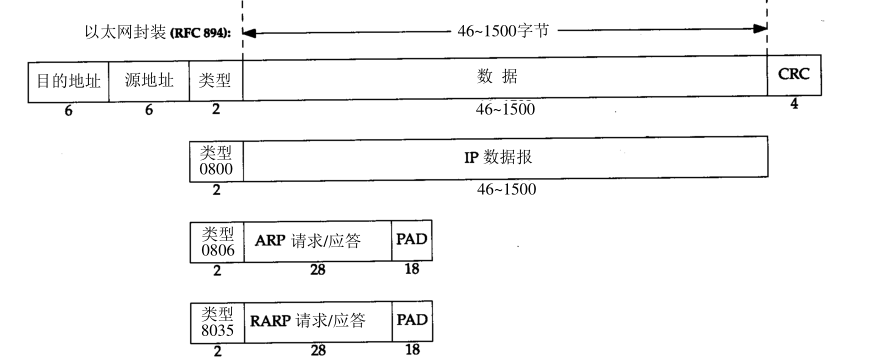 以太网封装 (RFC 894): 46~1500字节
目的地址 源地址 类型 数 据 CRC
6 6 2 46~1500 4
类型 0800 IP 数据报
2 46~1500
类型 0806 ARP 请求/应答 PAD
2 28 18
类型 8035 RARP 请求/应答 PAD
2 28 18